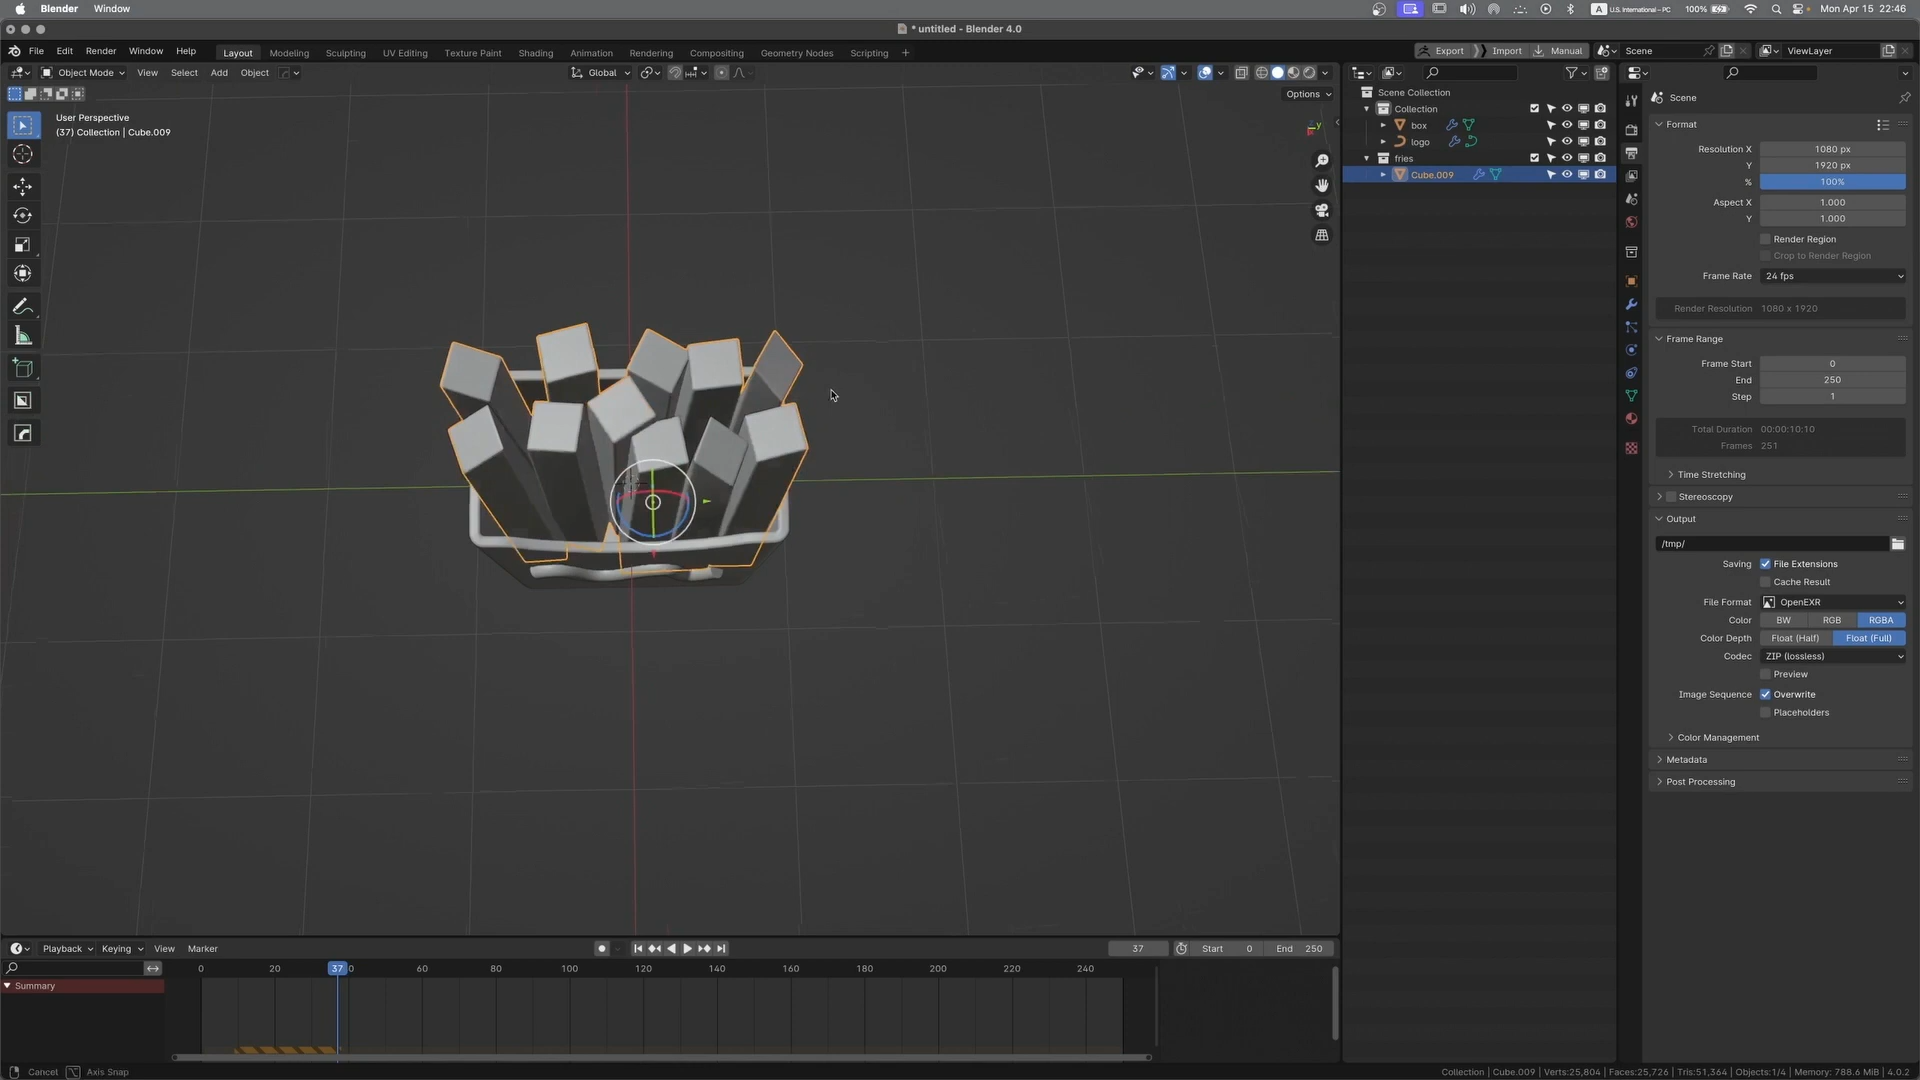 Blender Window
A U.S. International – PC 100% Mon Apr 15 22:46
* untitled - Blender 4.0
File Edit Render Window Help
Layout Modeling Sculpting UV Editing Texture Paint Shading Animation Rendering Compositing Geometry Nodes Scripting +
Export Import Manual Scene ViewLayer
Object Mode View Select Add Object
Global
Options
User Perspective
(37) Collection | Cube.009
y
Scene Collection
Collection
box
logo
fries
Cube.009
Scene
Format
Resolution X 1080 px
Y 1920 px
% 100%
Aspect X 1.000
Y 1.000
Render Region
Crop to Render Region
Frame Rate 24 fps
Render Resolution 1080 x 1920
Frame Range
Frame Start 0
End 250
Step 1
Total Duration 00:00:10:10
Frames 251
Time Stretching
Stereoscopy
Output
/tmp/
Saving File Extensions
Cache Result
File Format OpenEXR
Color BW RGB RGBA
Color Depth Float (Half) Float (Full)
Codec ZIP (lossless)
Preview
Image Sequence Overwrite
Placeholders
Color Management
Metadata
Post Processing
Playback Keying View Marker
37 Start 0 End 250
0 20 37 0 60 80 100 120 140 160 180 200 220 240
Summary
Cancel Axis Snap
Collection | Cube.009 | Verts:25,804 | Faces:25,726 | Tris:51,364 | Objects:1/4 | Memory: 788.6 MiB | 4.0.2